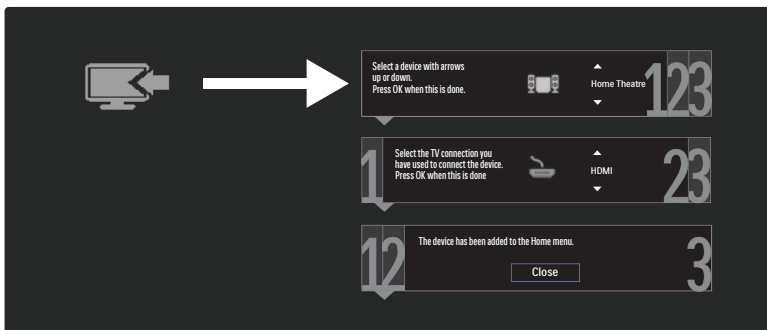 Select a device with arrows
up or down.
Press OK when this is done.
Home Theatre
123
1
Select the TV connection you
have used to connect the device.
Press OK when this is done
HDMI
23
12
The device has been added to the Home menu.
Close
3